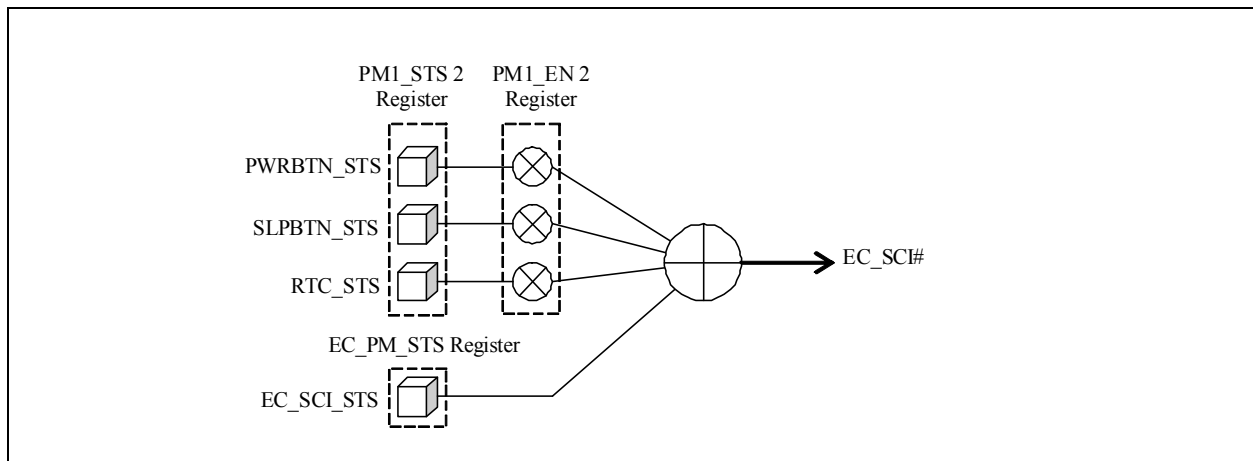 PM1_STS 2
Register
PM1_EN 2
Register
PWRBTN_STS
SLPBTN_STS
RTC_STS
EC_SCI#
EC_PM_STS Register
EC_SCI_STS